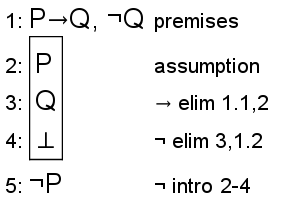 1: P→Q, ¬Q premises
2: P assumption
3: Q → elim 1.1,2
4: ⊥ ¬ elim 3,1.2
5: ¬P ¬ intro 2-4